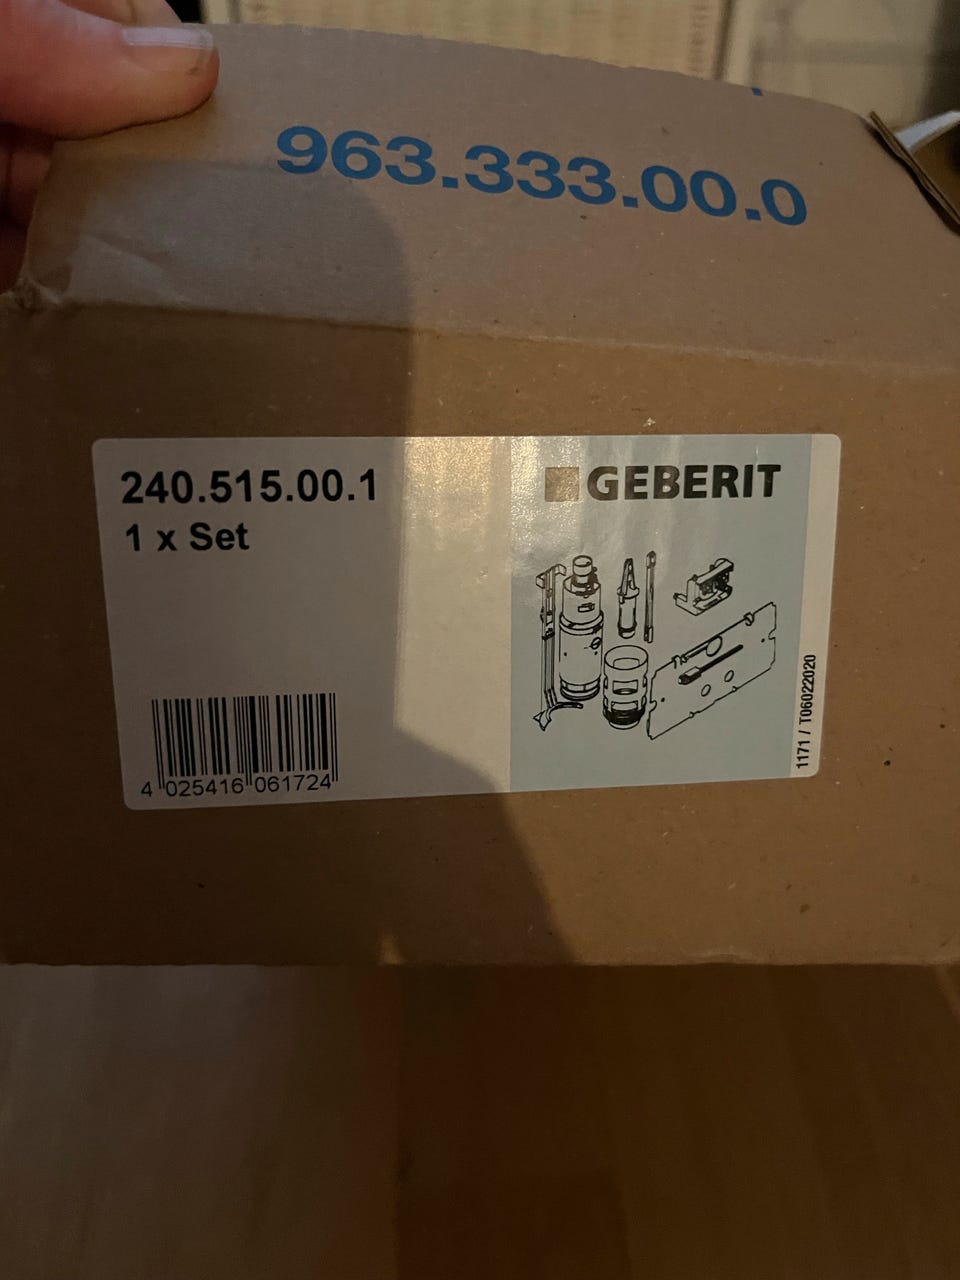 963.333.00.0
240.515.00.1
1 x Set
GEBERIT
4 025416 061724
1171 / T06022020